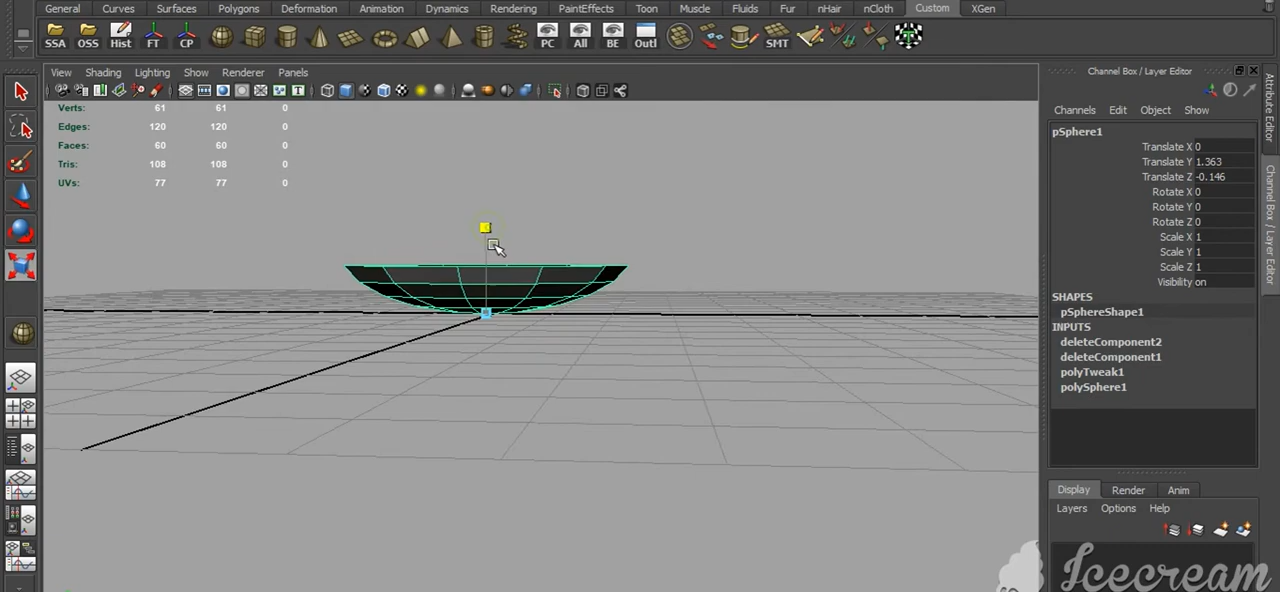 General Curves Surfaces Polygons Deformation Animation Dynamics Rendering PaintEffects Toon Muscle Fluids Fur nHair nCloth Custom XGen
SSA OSS Hist FT CP PC All BE Outl SMT
View Shading Lighting Show Renderer Panels
Verts: 61 61 0
Edges: 120 120 0
Faces: 60 60 0
Tris: 108 108 0
UVs: 77 77 0
Channel Box / Layer Editor
Channels Edit Object Show
pSphere1
Translate X 0
Translate Y 1.363
Translate Z -0.146
Rotate X 0
Rotate Y 0
Rotate Z 0
Scale X 1
Scale Y 1
Scale Z 1
Visibility on
SHAPES
pSphereShape1
INPUTS
deleteComponent2
deleteComponent1
polyTweak1
polySphere1
Display Render Anim
Layers Options Help
Attribute Editor
Channel Box / Layer Editor
Icecream